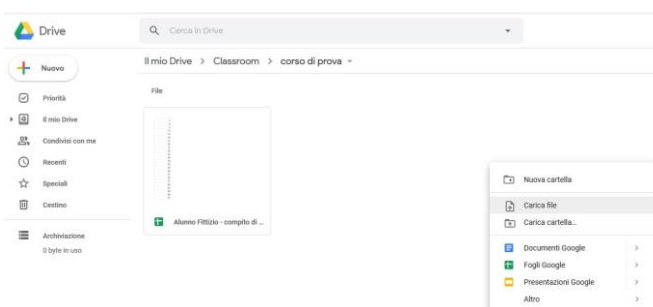 Drive
Cerca in Drive
Nuovo
Il mio Drive > Classroom > corso di prova
Priorità
Il mio Drive
Condivisi con me
Recenti
Speciali
Cestino
Archiviazione
0 byte in uso
File
Alunno Fittizio - compito di ...
Nuova cartella
Carica file
Carica cartella...
Documenti Google
Fogli Google
Presentazioni Google
Altro